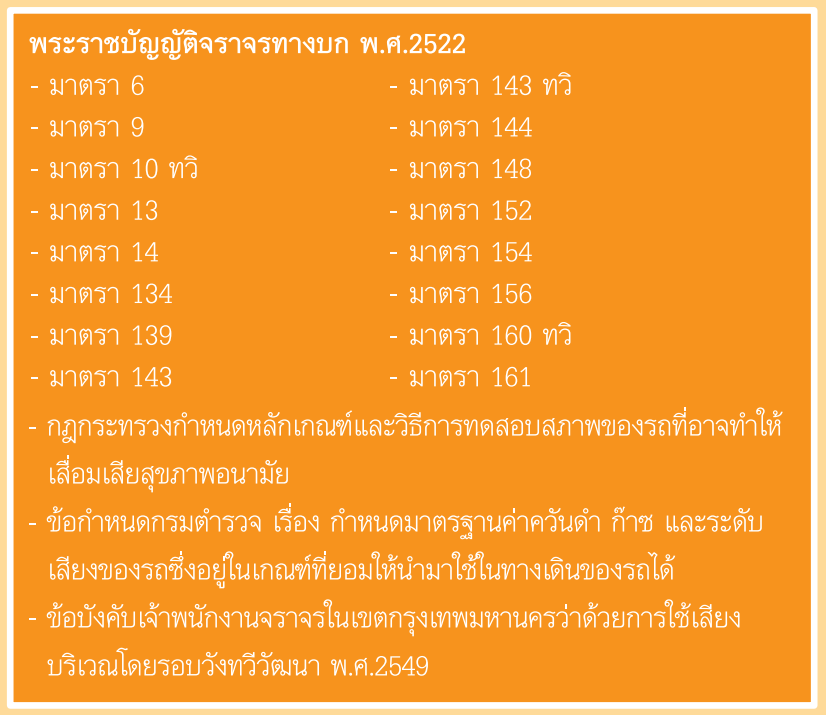 พระราชบัญญัติจราจรทางบก พ.ศ.2522
- มาตรา 6
- มาตรา 9
- มาตรา 10 ทวิ
- มาตรา 13
- มาตรา 14
- มาตรา 134
- มาตรา 139
- มาตรา 143
- มาตรา 143 ทวิ
- มาตรา 144
- มาตรา 148
- มาตรา 152
- มาตรา 154
- มาตรา 156
- มาตรา 160 ทวิ
- มาตรา 161
- กฎกระทรวงกำหนดหลักเกณฑ์และวิธีการทดสอบสภาพของรถที่อาจทำให้
เสื่อมเสียสุขภาพอนามัย
- ข้อกำหนดกรมตำรวจ เรื่อง กำหนดมาตรฐานค่าควันดำ ก๊าซ และระดับ
เสียงของรถซึ่งอยู่ในเกณฑ์ที่ยอมให้นำมาใช้ในทางเดินของรถได้
- ข้อบังคับเจ้าพนักงานจราจรในเขตกรุงเทพมหานครว่าด้วยการใช้เสียง
บริเวณโดยรอบวังทวีวัฒนา พ.ศ.2549